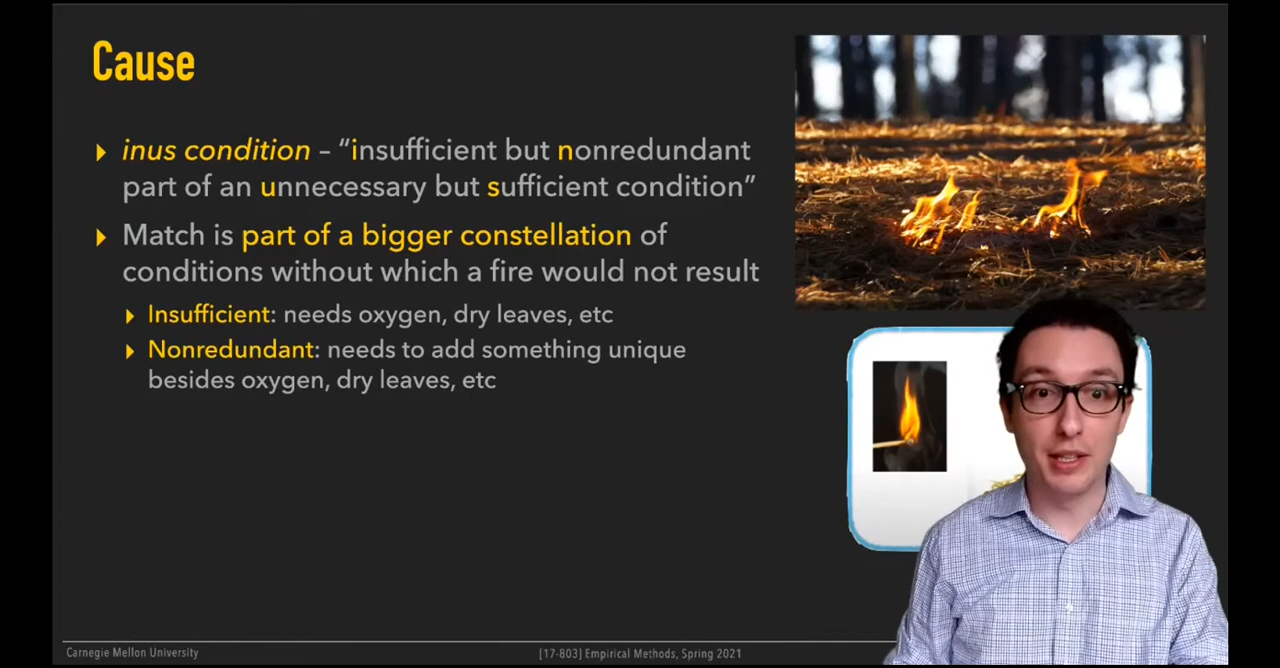 Cause
inus condition – “insufficient but nonredundant
part of an unnecessary but sufficient condition”
Match is part of a bigger constellation of
conditions without which a fire would not result
Insufficient: needs oxygen, dry leaves, etc
Nonredundant: needs to add something unique
besides oxygen, dry leaves, etc
Carnegie Mellon University
[17-803] Empirical Methods, Spring 2021